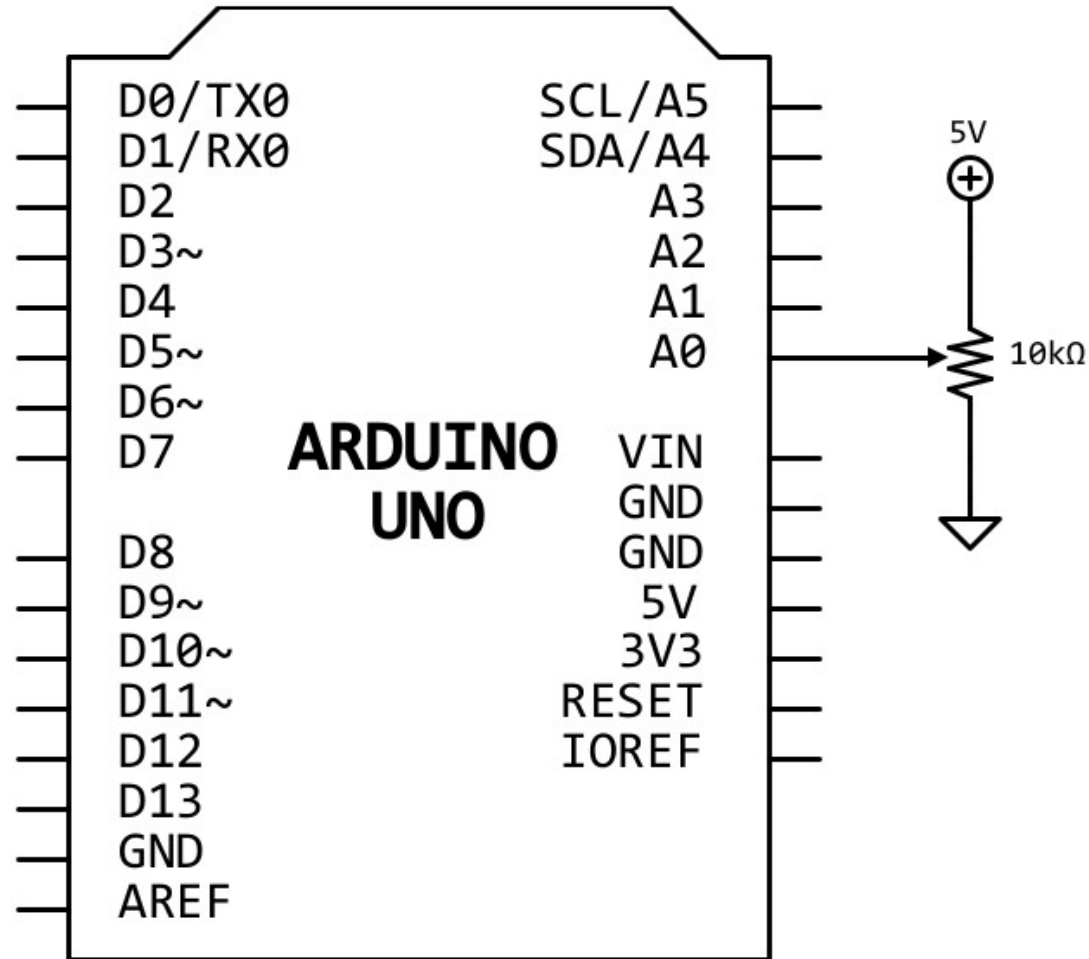 D0/TX0
D1/RX0
D2
D3~
D4
D5~
D6~
D7
D8
D9~
D10~
D11~
D12
D13
GND
AREF
ARDUINO
UNO
SCL/A5
SDA/A4
A3
A2
A1
A0
VIN
GND
GND
5V
3V3
RESET
IOREF
5V
10kΩ